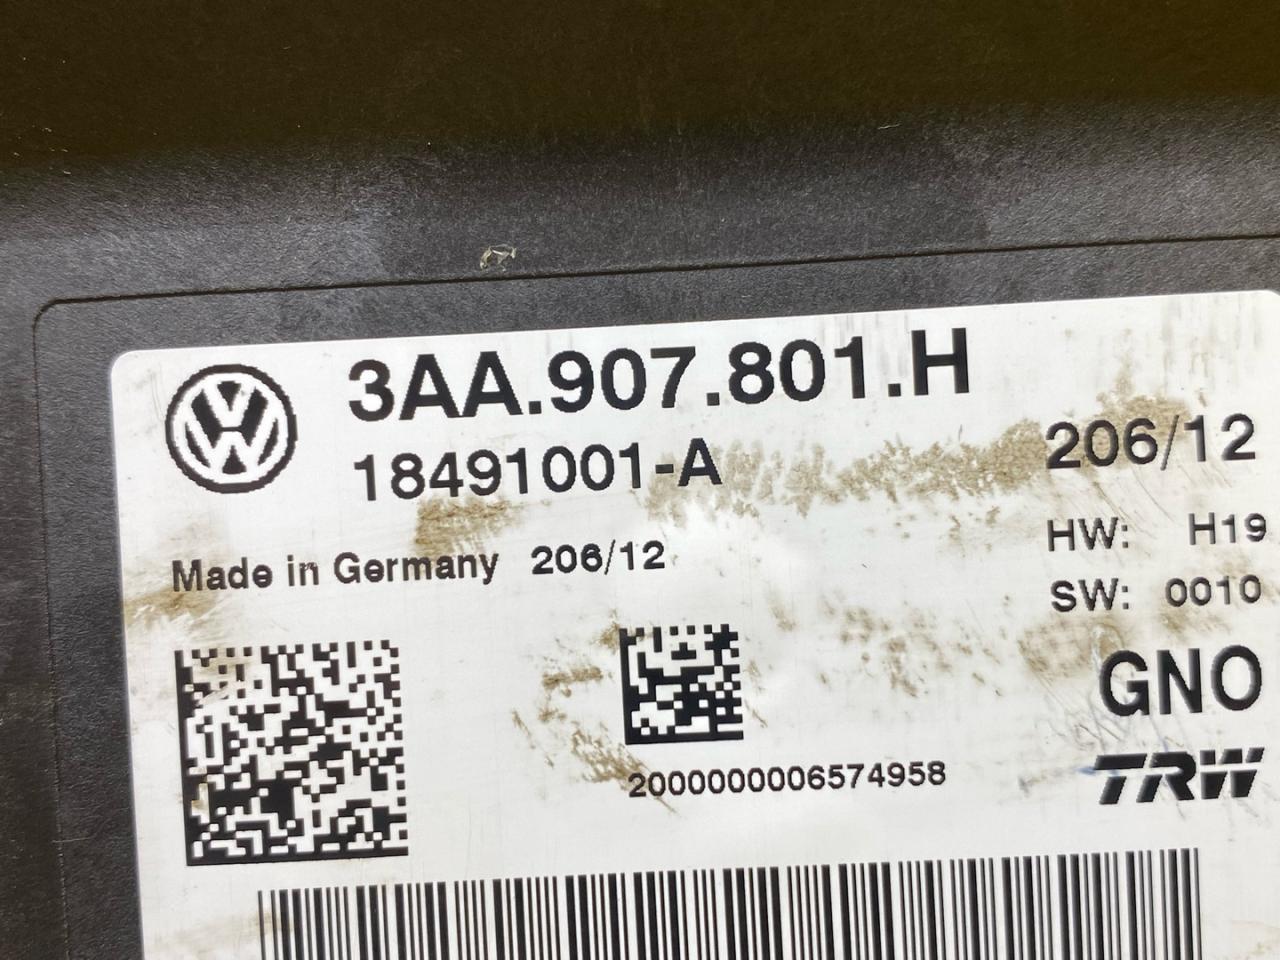 3AA.907.801.H
18491001-A
206/12
Made in Germany 206/12
HW: H19
SW: 0010
GNO
TRW
2000000006574958